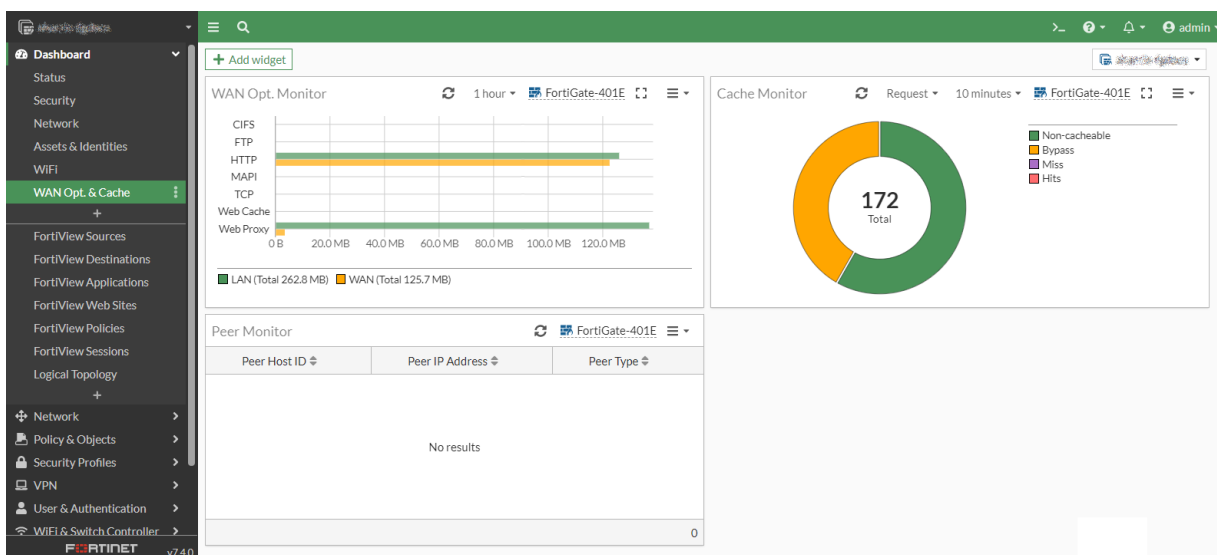 admin
Dashboard
Status
Security
Network
Assets & Identities
WiFi
WAN Opt. & Cache
+
FortiView Sources
FortiView Destinations
FortiView Applications
FortiView Web Sites
FortiView Policies
FortiView Sessions
Logical Topology
+
Network
Policy & Objects
Security Profiles
VPN
User & Authentication
WiFi & Switch Controller
FORTINET v7.4.0
+ Add widget
WAN Opt. Monitor 1 hour FortiGate-401E
CIFS
FTP
HTTP
MAPI
TCP
Web Cache
Web Proxy
0 B 20.0 MB 40.0 MB 60.0 MB 80.0 MB 100.0 MB 120.0 MB
LAN (Total 262.8 MB) WAN (Total 125.7 MB)
Cache Monitor Request 10 minutes FortiGate-401E
172
Total
Non-cacheable
Bypass
Miss
Hits
Peer Monitor FortiGate-401E
Peer Host ID Peer IP Address Peer Type
No results
0